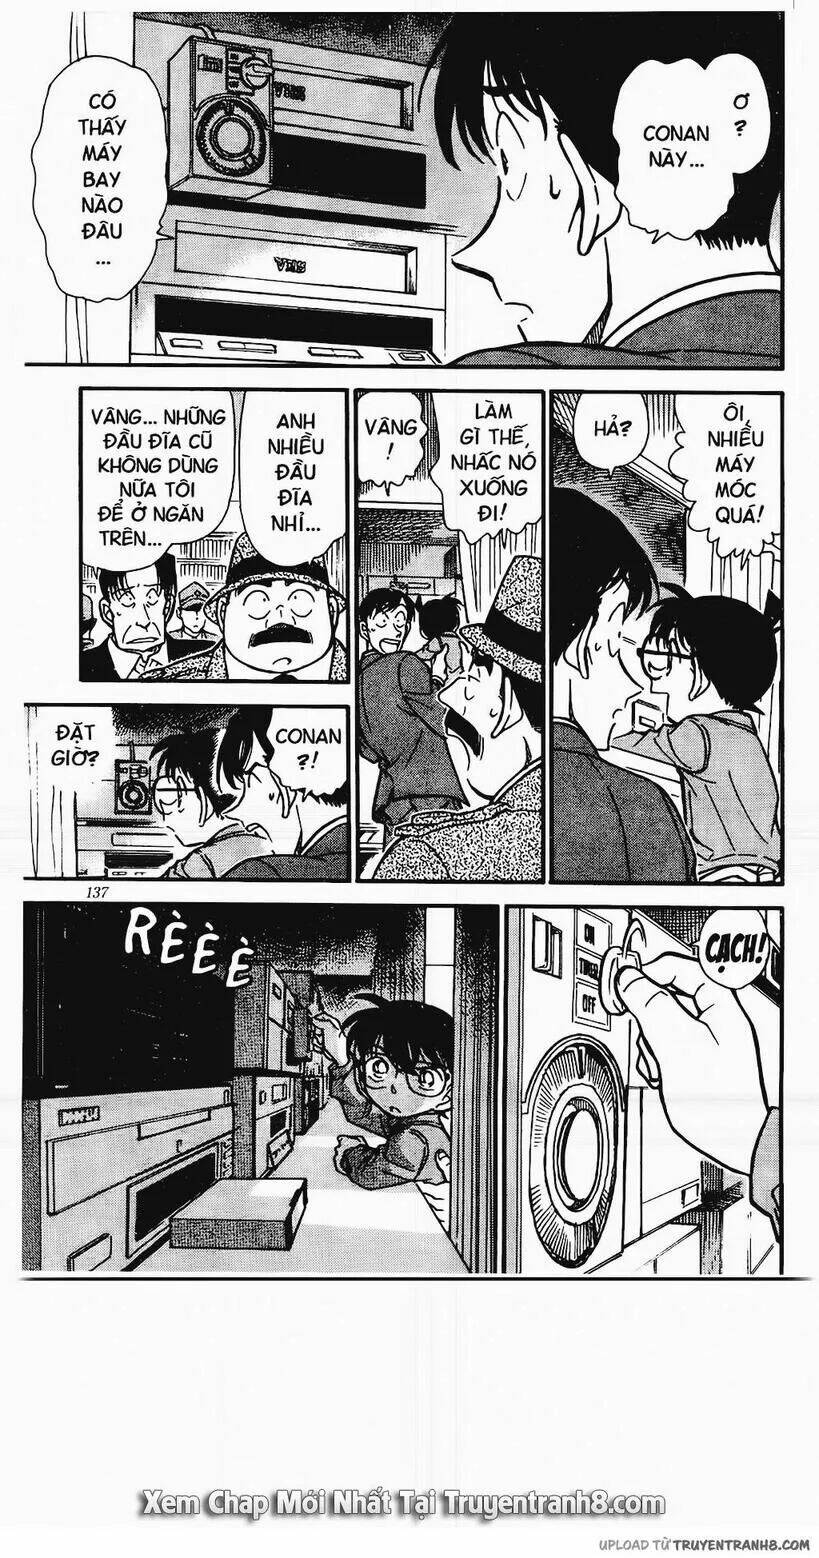 Ơ
?
CONAN
NÀY...
CÓ
THẤY
MÁY
BAY
NÀO
ĐÂU
...
ÔI,
NHIỀU
MÁY
MÓC
QUÁ!
HẢ?
LÀM
GÌ THẾ,
NHẤC NÓ
XUỐNG
ĐI!
VÂNG
!
ANH
NHIỀU
ĐẦU
ĐĨA
NHỈ...
VÂNG... NHỮNG
ĐẦU ĐĨA CŨ
KHÔNG DÙNG
NỮA TÔI
ĐỂ Ở NGĂN
TRÊN...
CONAN
?!
ĐẶT
GIỜ?
137
CẠCH!
ON
TIMER
OFF
RÈ È È
Xem Chap Mới Nhất Tại Truyentranh8.com
UPLOAD TỪ TRUYENTRANH8.COM